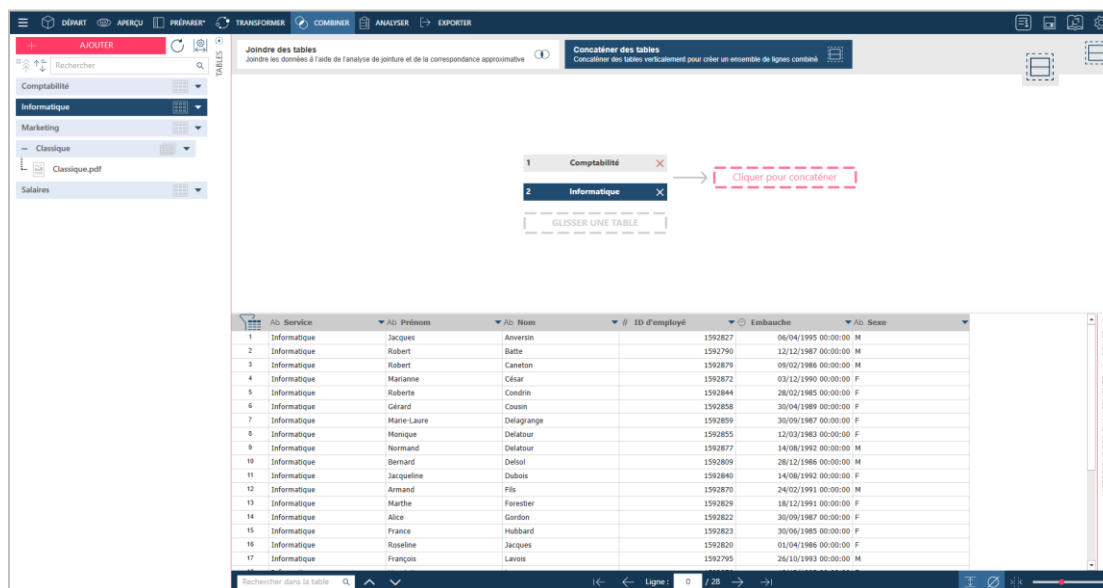 DÉPART APERÇU PRÉPARER* TRANSFORMER COMBINER ANALYSER EXPORTER
+ AJOUTER
TABLES
Rechercher
Comptabilité
Informatique
Marketing
− Classique
Classique.pdf
Salaires
Joindre des tables
Joindre les données à l'aide de l'analyse de jointure et de la correspondance approximative
Concaténer des tables
Concaténer des tables verticalement pour créer un ensemble de lignes combiné
1 Comptabilité X
2 Informatique X
Cliquer pour concaténer
GLISSER UNE TABLE
Ab Service Ab Prénom Ab Nom # ID d'employé Embauche Ab Sexe
1 Informatique Jacques Anversin 1592827 06/04/1995 00:00:00 M
2 Informatique Robert Batte 1592790 12/12/1987 00:00:00 M
3 Informatique Robert Caneton 1592879 09/02/1986 00:00:00 M
4 Informatique Marianne César 1592872 03/12/1990 00:00:00 F
5 Informatique Roberte Condrin 1592844 28/02/1985 00:00:00 F
6 Informatique Gérard Cousin 1592858 30/04/1989 00:00:00 F
7 Informatique Marie-Laure Delagrange 1592859 30/09/1987 00:00:00 F
8 Informatique Monique Delatour 1592855 12/03/1983 00:00:00 F
9 Informatique Normand Delatour 1592877 14/08/1992 00:00:00 M
10 Informatique Bernard Delsol 1592809 28/12/1986 00:00:00 M
11 Informatique Jacqueline Dubois 1592840 14/08/1992 00:00:00 F
12 Informatique Armand Fils 1592870 24/02/1991 00:00:00 M
13 Informatique Marthe Forestier 1592829 18/12/1991 00:00:00 F
14 Informatique Alice Gordon 1592822 30/09/1987 00:00:00 F
15 Informatique France Hubbard 1592823 30/06/1985 00:00:00 F
16 Informatique Roseline Jacques 1592820 01/04/1986 00:00:00 F
17 Informatique François Lavois 1592795 26/10/1993 00:00:00 M
Rechercher dans la table Ligne : 0 / 28